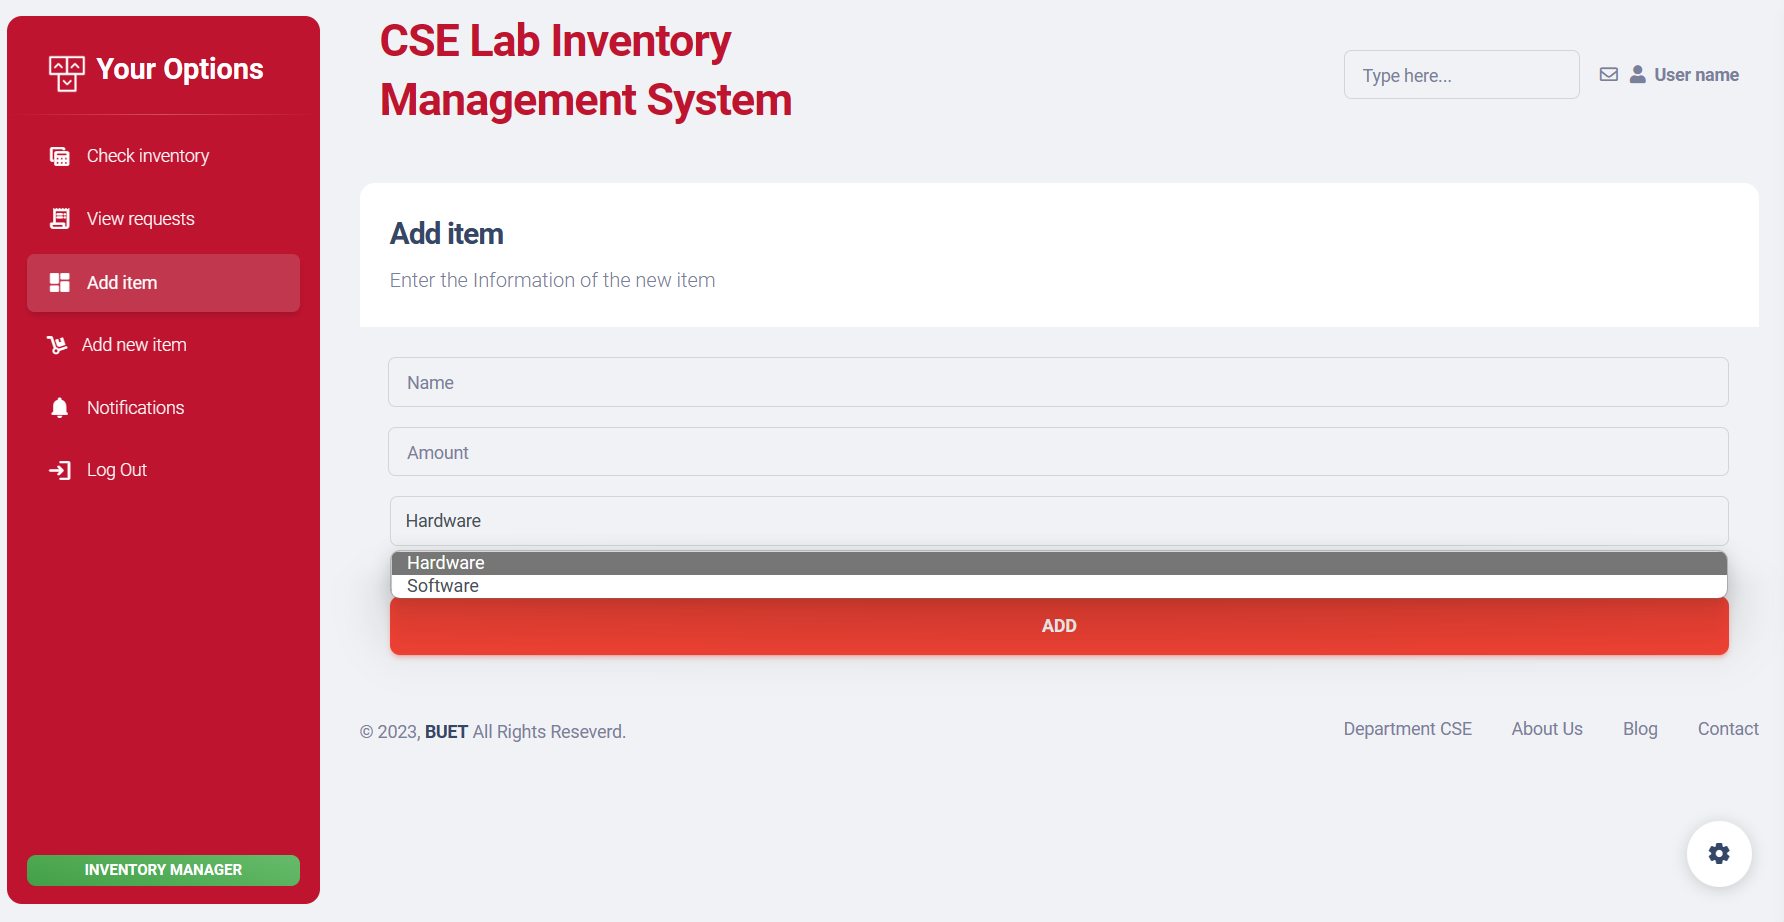 Your Options
Check inventory
View requests
Add item
Add new item
Notifications
Log Out
INVENTORY MANAGER
CSE Lab Inventory
Management System
Type here...
User name
Add item
Enter the Information of the new item
Name
Amount
Hardware
Hardware
Software
ADD
© 2023, BUET All Rights Reseverd.
Department CSE
About Us
Blog
Contact